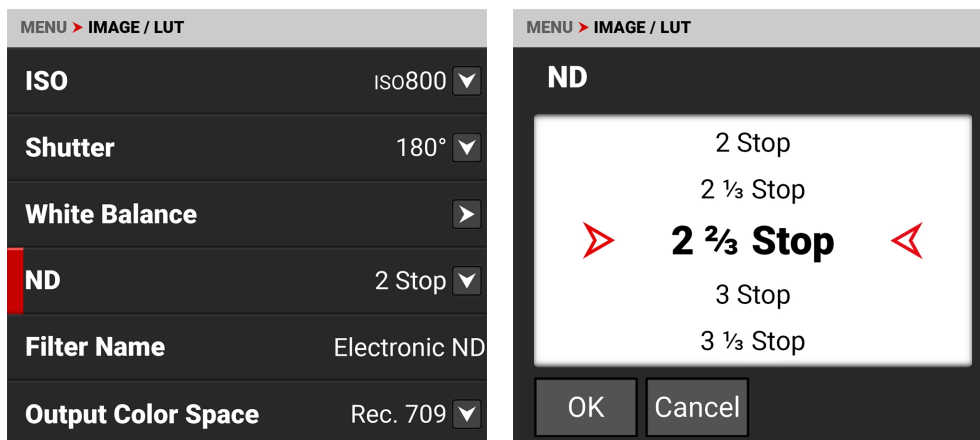 MENU ➤ IMAGE / LUT
ISO ISO800
Shutter 180°
White Balance
ND 2 Stop
Filter Name Electronic ND
Output Color Space Rec. 709
MENU ➤ IMAGE / LUT
ND
2 Stop
2 ⅓ Stop
2 ⅔ Stop
3 Stop
3 ⅓ Stop
OK Cancel